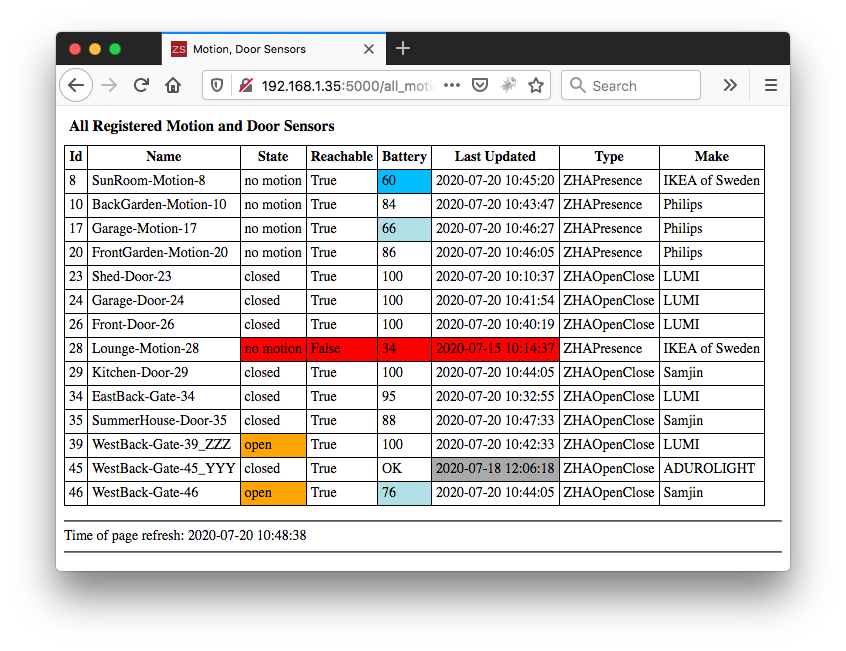 ZS Motion, Door Sensors
192.168.1.35:5000/all_moti
Search
All Registered Motion and Door Sensors
Id Name State Reachable Battery Last Updated Type Make
8 SunRoom-Motion-8 no motion True 60 2020-07-20 10:45:20 ZHAPresence IKEA of Sweden
10 BackGarden-Motion-10 no motion True 84 2020-07-20 10:43:47 ZHAPresence Philips
17 Garage-Motion-17 no motion True 66 2020-07-20 10:46:27 ZHAPresence Philips
20 FrontGarden-Motion-20 no motion True 86 2020-07-20 10:46:05 ZHAPresence Philips
23 Shed-Door-23 closed True 100 2020-07-20 10:10:37 ZHAOpenClose LUMI
24 Garage-Door-24 closed True 100 2020-07-20 10:41:54 ZHAOpenClose LUMI
26 Front-Door-26 closed True 100 2020-07-20 10:40:19 ZHAOpenClose LUMI
28 Lounge-Motion-28 no motion False 34 2020-07-15 10:14:37 ZHAPresence IKEA of Sweden
29 Kitchen-Door-29 closed True 100 2020-07-20 10:44:05 ZHAOpenClose Samjin
34 EastBack-Gate-34 closed True 95 2020-07-20 10:32:55 ZHAOpenClose LUMI
35 SummerHouse-Door-35 closed True 88 2020-07-20 10:47:33 ZHAOpenClose Samjin
39 WestBack-Gate-39_ZZZ open True 100 2020-07-20 10:42:33 ZHAOpenClose LUMI
45 WestBack-Gate-45_YYY closed True OK 2020-07-18 12:06:18 ZHAOpenClose ADUROLIGHT
46 WestBack-Gate-46 open True 76 2020-07-20 10:44:05 ZHAOpenClose Samjin
Time of page refresh: 2020-07-20 10:48:38